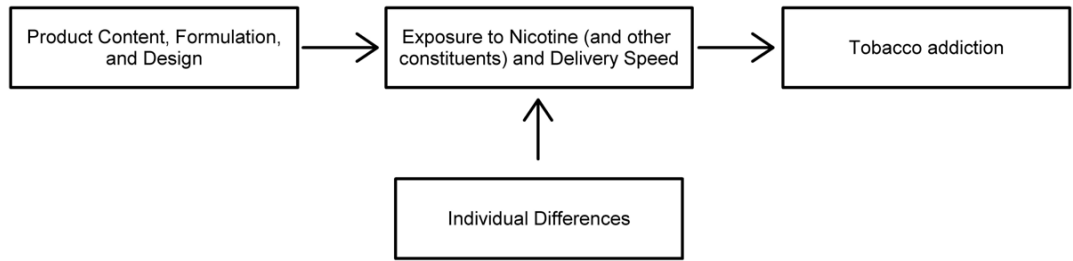 Product Content, Formulation,
and Design
Exposure to Nicotine (and other
constituents) and Delivery Speed
Tobacco addiction
Individual Differences